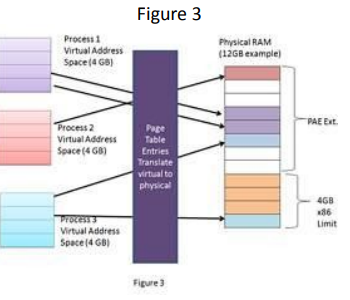 Figure 3
Process 1
Virtual Address
Space (4 GB)
Physical RAM
(12GB example)
Process 2
Virtual Address
Space (4 GB)
Page
Table
Entries
Translate
virtual to
physical
PAE Ext.
4GB
x86
Limit
Process 3
Virtual Address
Space (4 GB)
Figure 3